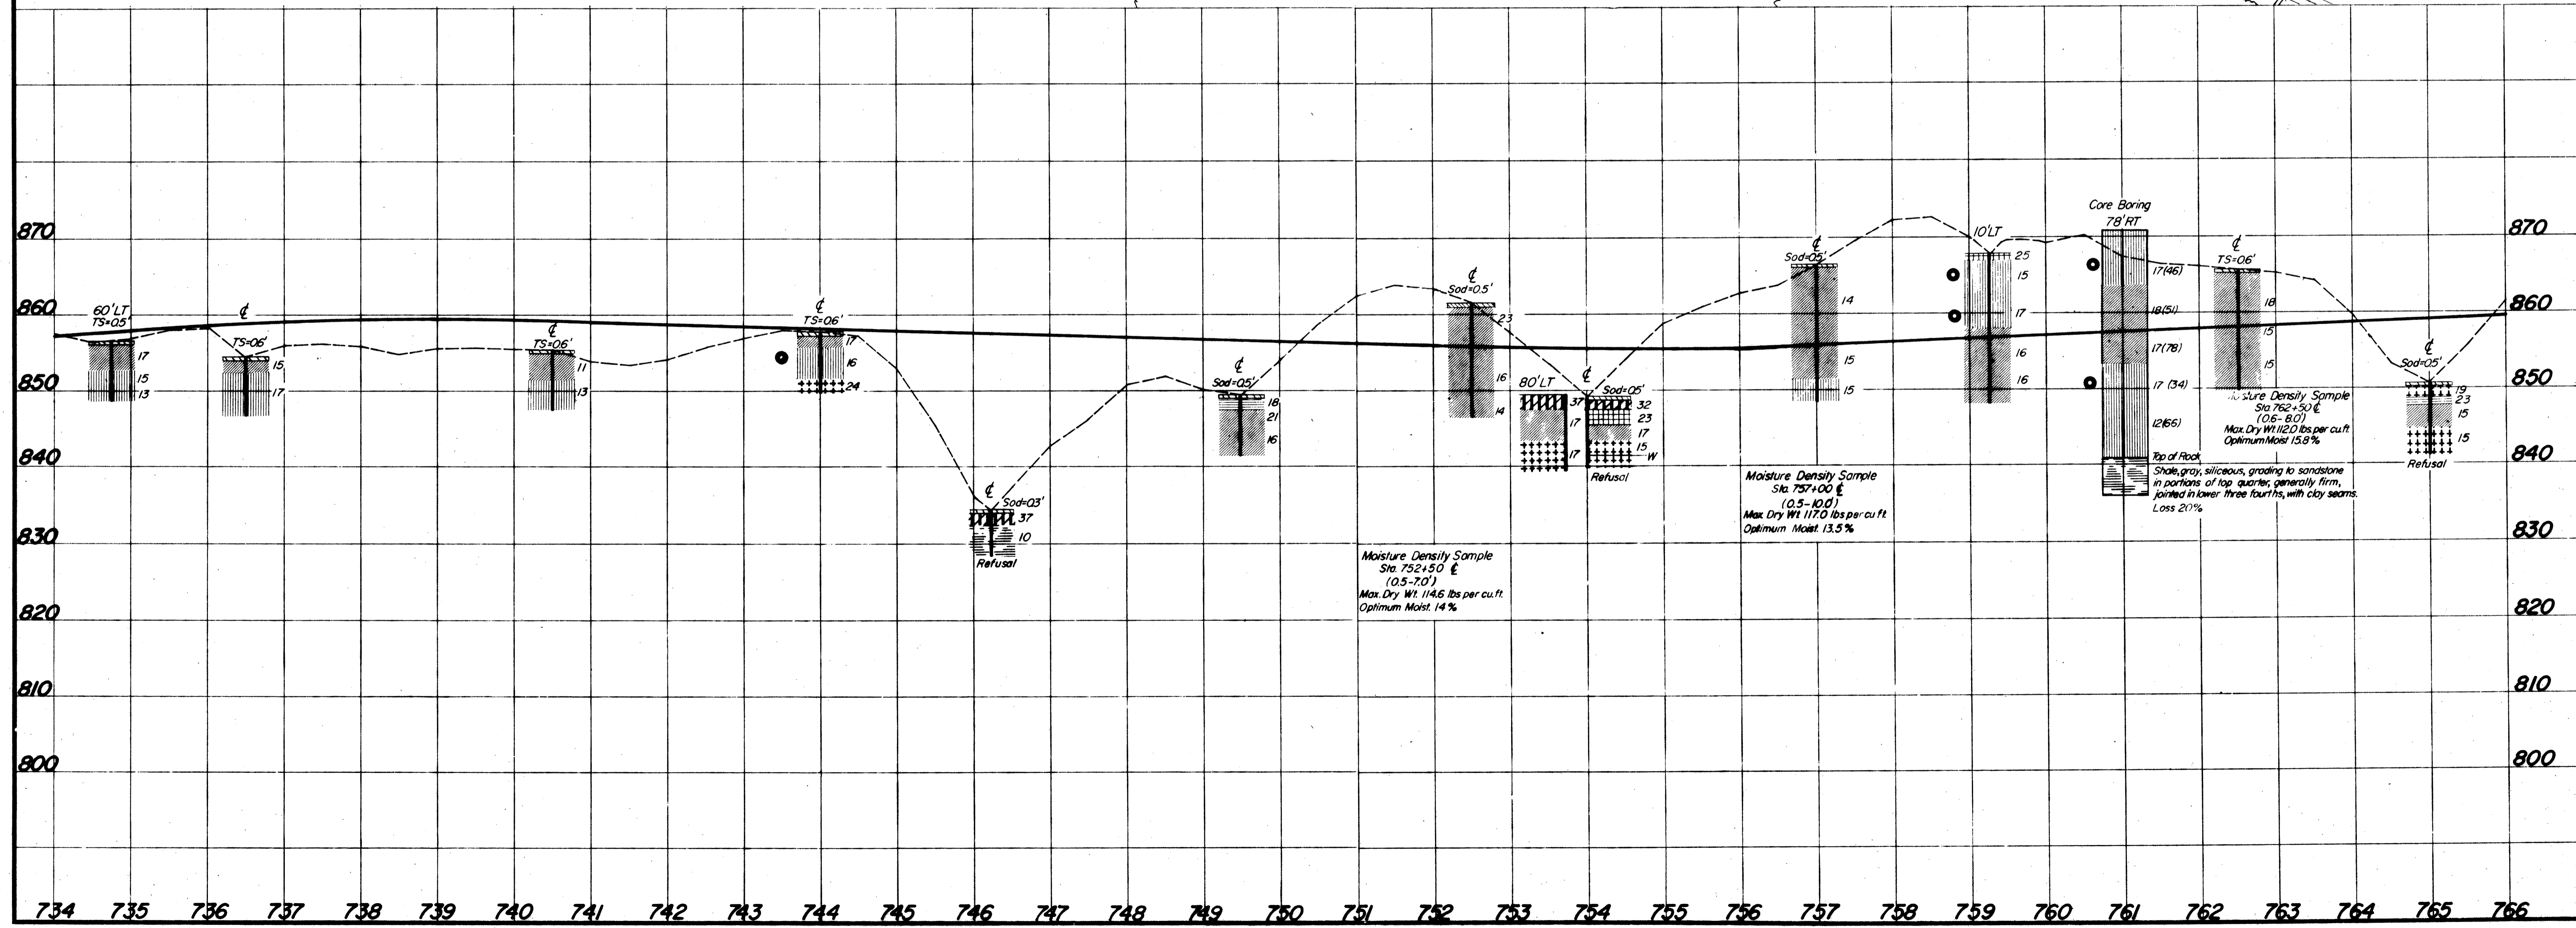 Core Boring
78' RT
870
870
10' LT
℄
Sod=0.5'
℄
TS=0.6'
25
17(46)
15
℄
Sod=0.5'
860
860
60' LT
TS=0.5'
℄
℄
TS=0.6'
23
14
17
18(51)
18
TS=0.6'
℄
TS=0.6'
17
15
17
15
11
16
15
16
17(78)
15
℄
Sod=0.5'
850
850
15
13
17
13
24
℄
Sod=0.5'
16
80' LT
℄
Sod=0.5'
15
16
17 (34)
19
23
18
21
16
14
37
17
17
32
23
17
15
W
Refusal
12(66)
15
15
Refusal
Moisture Density Sample
Sta. 762+50 ℄
(0.6-8.0')
Max. Dry Wt. 112.0 lbs. per cu.ft.
Optimum Moist. 15.8%
840
840
Top of Rock
Shale, gray, siliceous, grading to sandstone
in portions of top quarter, generally firm,
jointed in lower three fourths, with clay seams.
Loss 20%
Moisture Density Sample
Sta. 757+00 ℄
(0.5-10.0')
Max. Dry Wt. 117.0 lbs per cu ft.
Optimum Moist. 13.5%
℄
Sod=0.3'
37
10
Refusal
830
830
Moisture Density Sample
Sta. 752+50 ℄
(0.5-7.0')
Max. Dry Wt. 114.6 lbs per cu.ft.
Optimum Moist. 14%
820
820
810
810
800
800
734 735 736 737 738 739 740 741 742 743 744 745 746 747 748 749 750 751 752 753 754 755 756 757 758 759 760 761 762 763 764 765 766